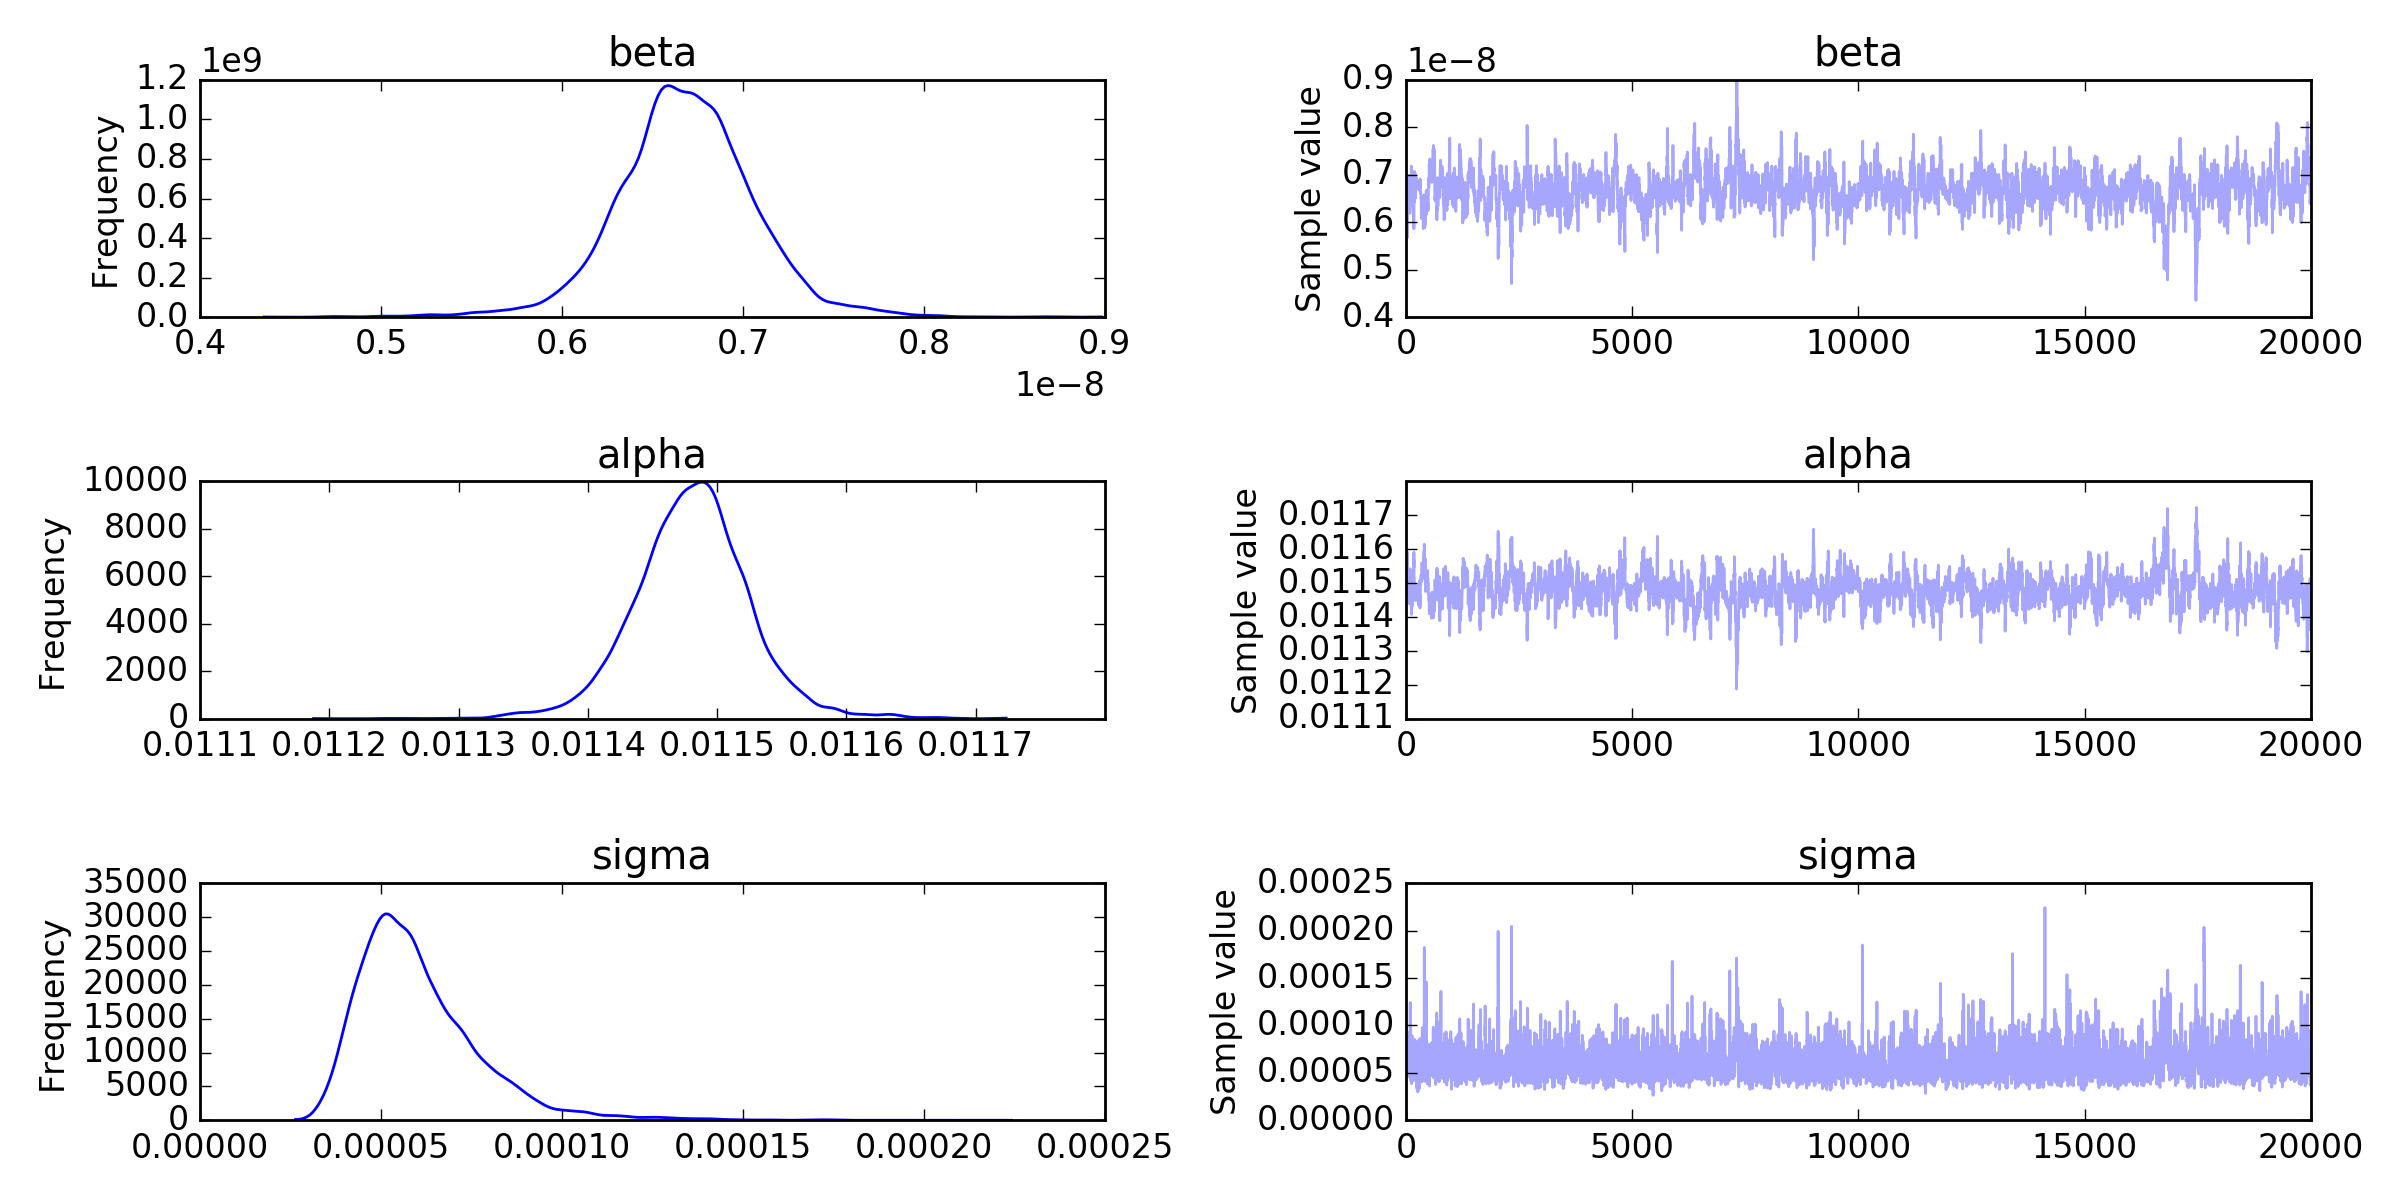 beta
1e9
1.2
1.0
0.8
0.6
0.4
0.2
0.0
Frequency
0.4 0.5 0.6 0.7 0.8 0.9
1e−8
beta
1e−8
0.9
0.8
0.7
0.6
0.5
0.4
Sample value
0 5000 10000 15000 20000
alpha
10000
8000
6000
4000
2000
0
Frequency
0.0111 0.0112 0.0113 0.0114 0.0115 0.0116 0.0117
alpha
0.0117
0.0116
0.0115
0.0114
0.0113
0.0112
0.0111
Sample value
0 5000 10000 15000 20000
sigma
35000
30000
25000
20000
15000
10000
5000
0
Frequency
0.00000 0.00005 0.00010 0.00015 0.00020 0.00025
sigma
0.00025
0.00020
0.00015
0.00010
0.00005
0.00000
Sample value
0 5000 10000 15000 20000